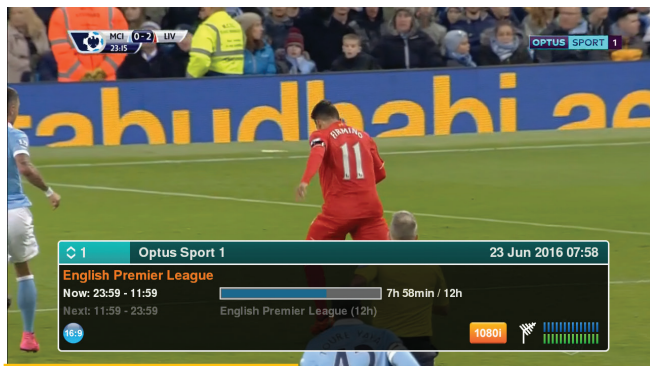 MCI 0-2 LIV
23:15
OPTUS SPORT 1
tabudhabi.ae
FIRMINO
11
1 Optus Sport 1 23 Jun 2016 07:58
English Premier League
Now: 23:59 - 11:59 7h 58min / 12h
Next: 11:59 - 23:59 English Premier League (12h)
16:9
1080i
42